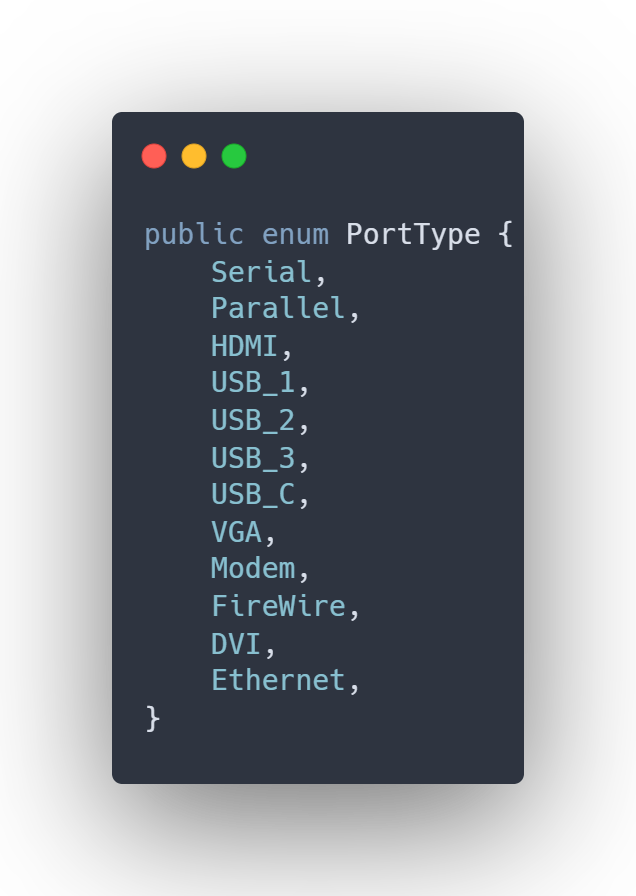 public enum PortType {
    Serial,
    Parallel,
    HDMI,
    USB_1,
    USB_2,
    USB_3,
    USB_C,
    VGA,
    Modem,
    FireWire,
    DVI,
    Ethernet,
}